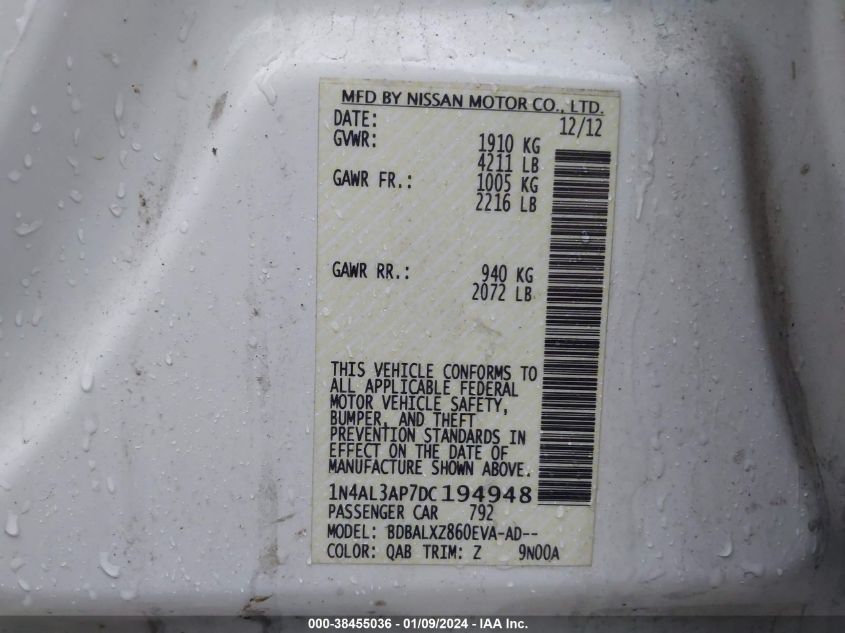 MFD BY NISSAN MOTOR CO., LTD.
DATE: 12/12
GVWR: 1910 KG
4211 LB
GAWR FR.: 1005 KG
2216 LB
GAWR RR.: 940 KG
2072 LB
THIS VEHICLE CONFORMS TO
ALL APPLICABLE FEDERAL
MOTOR VEHICLE SAFETY,
BUMPER, AND THEFT
PREVENTION STANDARDS IN
EFFECT ON THE DATE OF
MANUFACTURE SHOWN ABOVE.
1N4AL3AP7DC194948
PASSENGER CAR 792
MODEL: BDBALXZ860EVA-AD--
COLOR: QAB TRIM: Z 9N00A
000-38455036 - 01/09/2024 - IAA Inc.